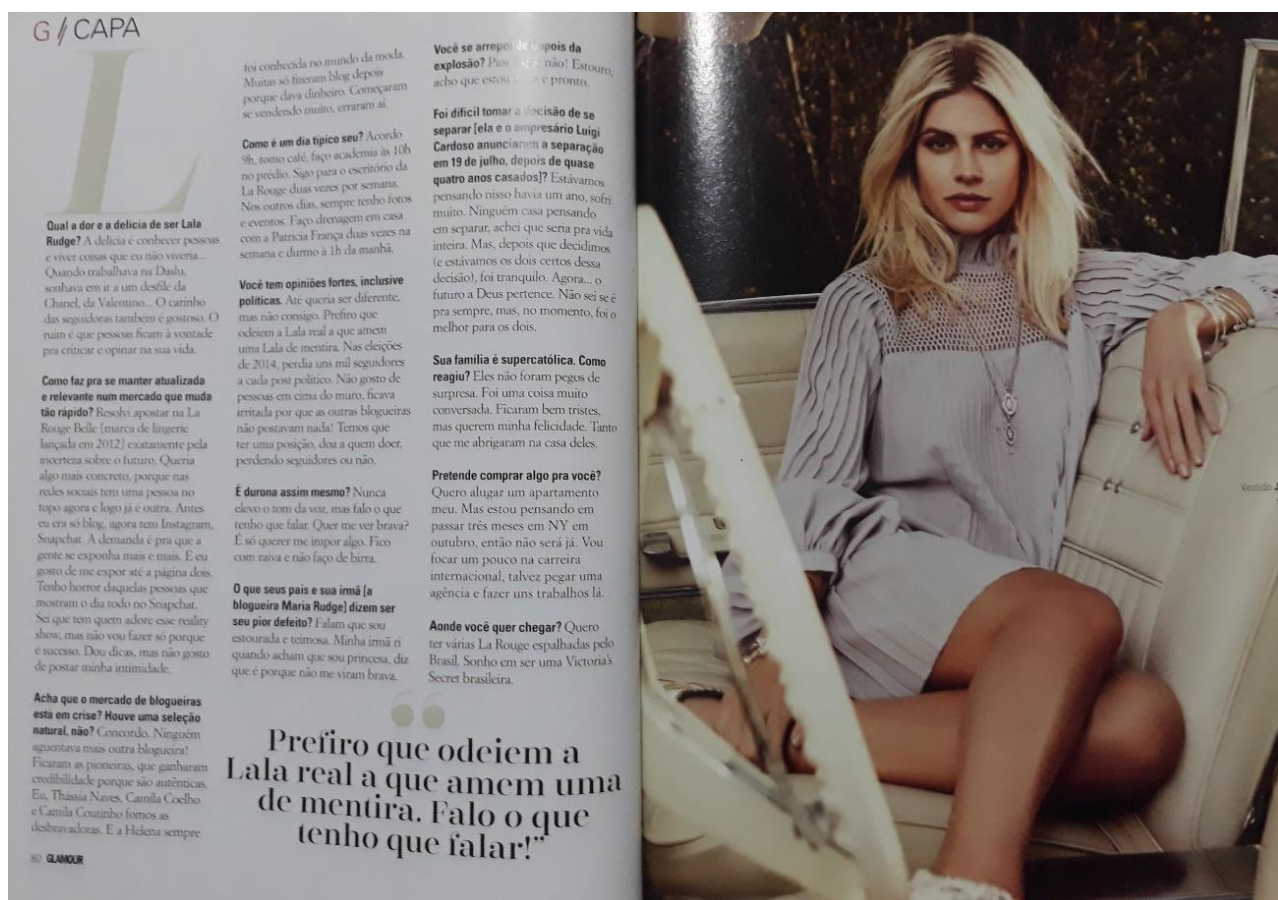 G // CAPA
L
Qual a dor e a delícia de ser Lala
Rudge? A delícia é conhecer pessoas
e viver coisas que eu não viveria...
Quando trabalhava na Daslu,
sonhava em ir a um desfile da
Chanel, da Valentino... O carinho
das seguidoras também é gostoso. O
ruim é que pessoas ficam à vontade
pra criticar e opinar na sua vida.
Como faz pra se manter atualizada
e relevante num mercado que muda
tão rápido? Resolvi apostar na La
Rouge Belle [marca de lingerie
lançada em 2012] exatamente pela
incerteza sobre o futuro. Queria
algo mais concreto, porque nas
redes sociais tem uma pessoa no
topo agora e logo já é outra. Antes
eu era só blog, agora tem Instagram,
Snapchat. A demanda é pra que a
gente se exponha mais e mais. E eu
gosto de me expor até a página dois.
Tenho horror daquelas pessoas que
mostram o dia todo no Snapchat.
Sei que tem quem adore esse reality
show, mas não vou fazer só porque
é sucesso. Dou dicas, mas não gosto
de postar minha intimidade.
Acha que o mercado de blogueiras
está em crise? Houve uma seleção
natural, não? Concordo. Ninguém
aguentava mais outra blogueira!
Ficaram as pioneiras, que ganharam
credibilidade porque são autênticas.
Eu, Thássia Naves, Camila Coelho
e Camila Coutinho fomos as
desbravadoras. E a Helena sempre
foi conhecida no mundo da moda.
Muitas só fizeram blog depois
porque dava dinheiro. Começaram
se vendendo muito, erraram aí.
Como é um dia típico seu? Acordo
9h, tomo café, faço academia às 10h
no prédio. Sigo para o escritório da
La Rouge duas vezes por semana.
Nos outros dias, sempre tenho fotos
e eventos. Faço drenagem em casa
com a Patricia França duas vezes na
semana e durmo à 1h da manhã.
Você tem opiniões fortes, inclusive
políticas. Até queria ser diferente,
mas não consigo. Prefiro que
odeiem a Lala real a que amem
uma Lala de mentira. Nas eleições
de 2014, perdia uns mil seguidores
a cada post político. Não gosto de
pessoas em cima do muro, ficava
irritada por que as outras blogueiras
não postavam nada! Temos que
ter uma posição, doa a quem doer,
perdendo seguidores ou não.
É durona assim mesmo? Nunca
elevo o tom da voz, mas falo o que
tenho que falar. Quer me ver brava?
É só querer me impor algo. Fico
com raiva e não faço de birra.
O que seus pais e sua irmã [a
blogueira Maria Rudge] dizem ser
seu pior defeito? Falam que sou
estourada e teimosa. Minha irmã ri
quando acham que sou princesa, diz
que é porque não me viram brava.
Você se arrepende depois da
explosão? Pior que não! Estouro,
acho que estou e pronto.
Foi difícil tomar a decisão de se
separar [ela e o empresário Luigi
Cardoso anunciaram a separação
em 19 de julho, depois de quase
quatro anos casados]? Estávamos
pensando nisso havia um ano, sofri
muito. Ninguém casa pensando
em separar, achei que seria pra vida
inteira. Mas, depois que decidimos
(e estávamos os dois certos dessa
decisão), foi tranquilo. Agora..., o
futuro a Deus pertence. Não sei se é
pra sempre, mas, no momento, foi o
melhor para os dois.
Sua família é supercatólica. Como
reagiu? Eles não foram pegos de
surpresa. Foi uma coisa muito
conversada. Ficaram bem tristes,
mas querem minha felicidade. Tanto
que me abrigaram na casa deles.
Pretende comprar algo pra você?
Quero alugar um apartamento
meu. Mas estou pensando em
passar três meses em NY em
outubro, então não será já. Vou
focar um pouco na carreira
internacional, talvez pegar uma
agência e fazer uns trabalhos lá.
Aonde você quer chegar? Quero
ter várias La Rouge espalhadas pelo
Brasil. Sonho em ser uma Victoria's
Secret brasileira.
“Prefiro que odeiem a
Lala real a que amem uma
de mentira. Falo o que
tenho que falar!”
80 GLAMOUR
Vestido J